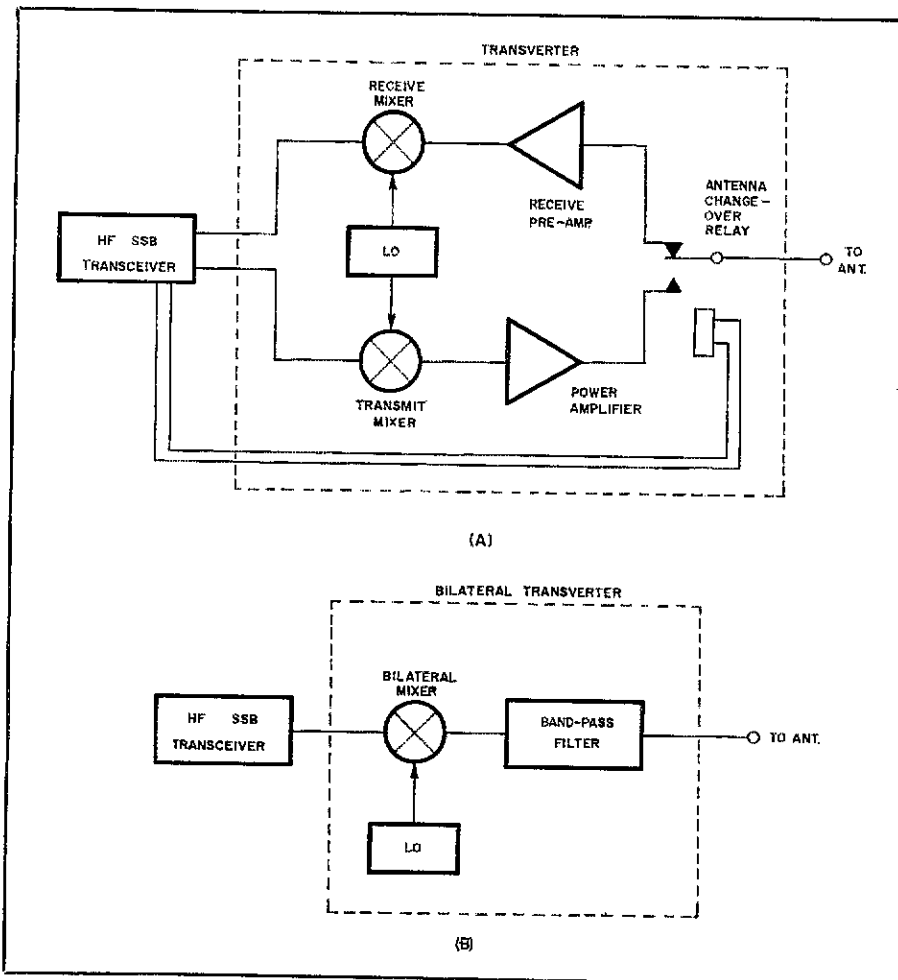 TRANSVERTER
RECEIVE
MIXER
RECEIVE
PRE-AMP.
ANTENNA
CHANGE-
OVER
RELAY
HF SSB
TRANSCEIVER
LO
TO
ANT.
TRANSMIT
MIXER
POWER
AMPLIFIER
(A)
BILATERAL TRANSVERTER
BILATERAL
MIXER
HF SSB
TRANSCEIVER
BAND-PASS
FILTER
TO ANT.
LO
(B)